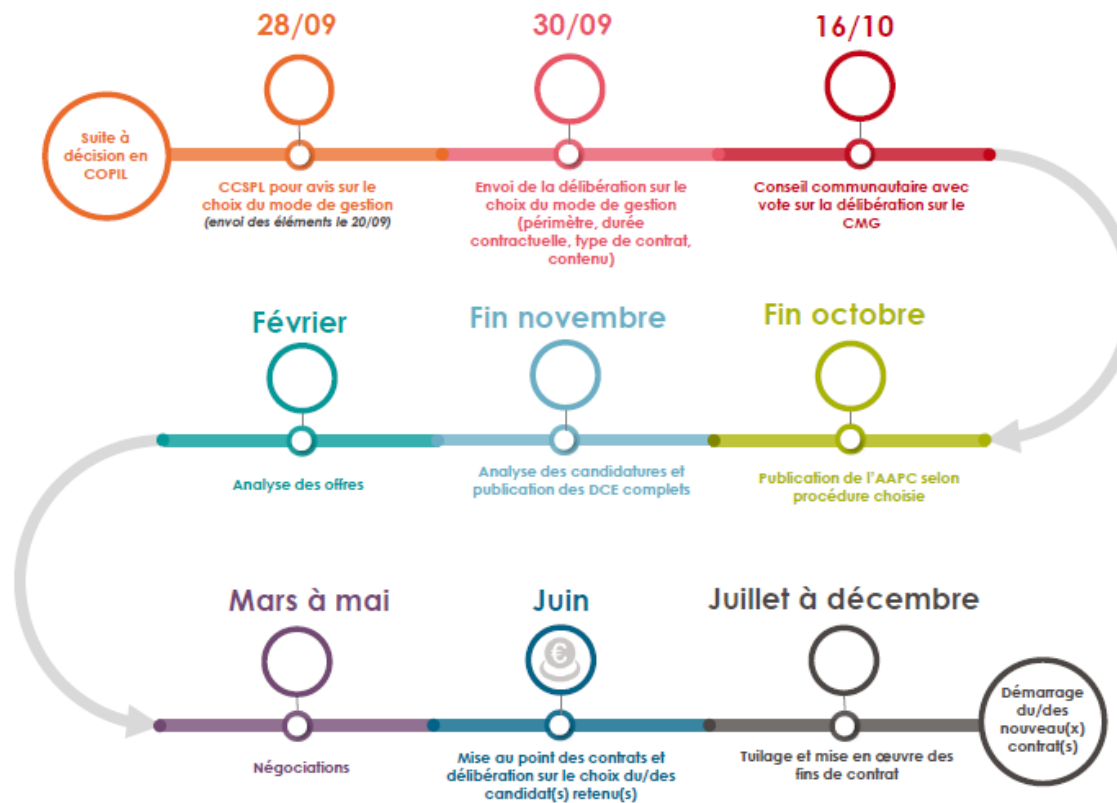 28/09
30/09
16/10
Suite à
décision en
COPIL
CCSPL pour avis sur le
choix du mode de gestion
(envoi des éléments le 20/09)
Envoi de la délibération sur le
choix du mode de gestion
(périmètre, durée
contractuelle, type de contrat,
contenu)
Conseil communautaire avec
vote sur la délibération sur le
CMG
Fin octobre
Publication de l'AAPC selon
procédure choisie
Fin novembre
Analyse des candidatures et
publication des DCE complets
Février
Analyse des offres
Mars à mai
Négociations
Juin
€
Mise au point des contrats et
délibération sur le choix du/des
candidat(s) retenu(s)
Juillet à décembre
Tuilage et mise en œuvre des
fins de contrat
Démarrage
du/des
nouveau(x)
contrat(s)